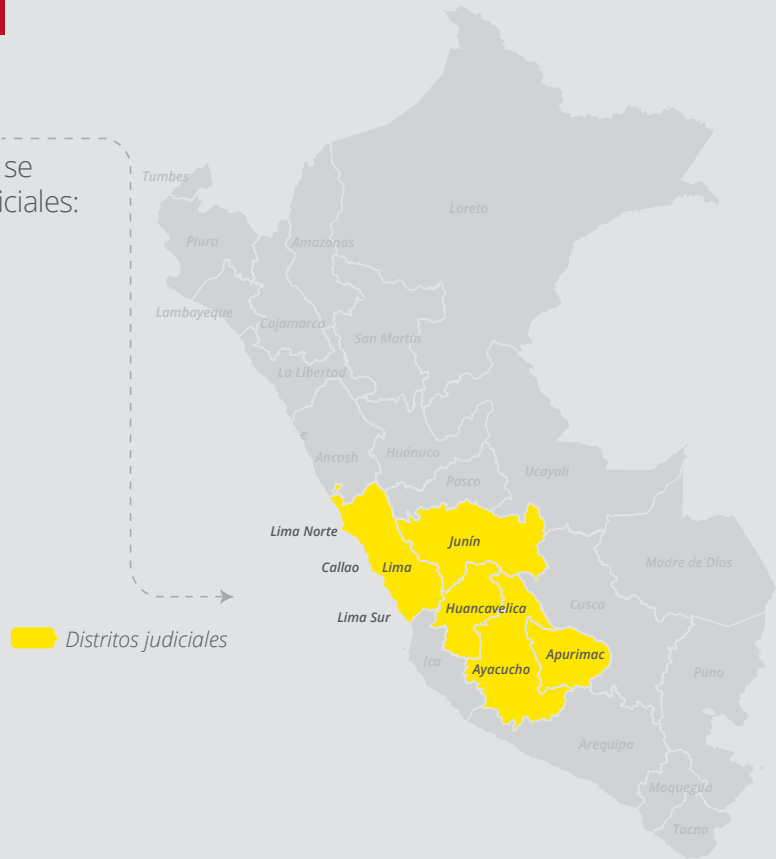 se
iciales:
Tumbes
Loreto
Piura
Amazonas
Lambayeque
Cajamarca
San Martín
La Libertad
e
Ancash
Huánuco
Pasco
Ucayali
Lima Norte
Junín
Callao
Lima
Madre de Dios
Huancavelica
Cusco
Lima Sur
Distritos judiciales
Ica
Ayacucho
Apurimac
Puno
Arequipa
Moquegua
Tacna